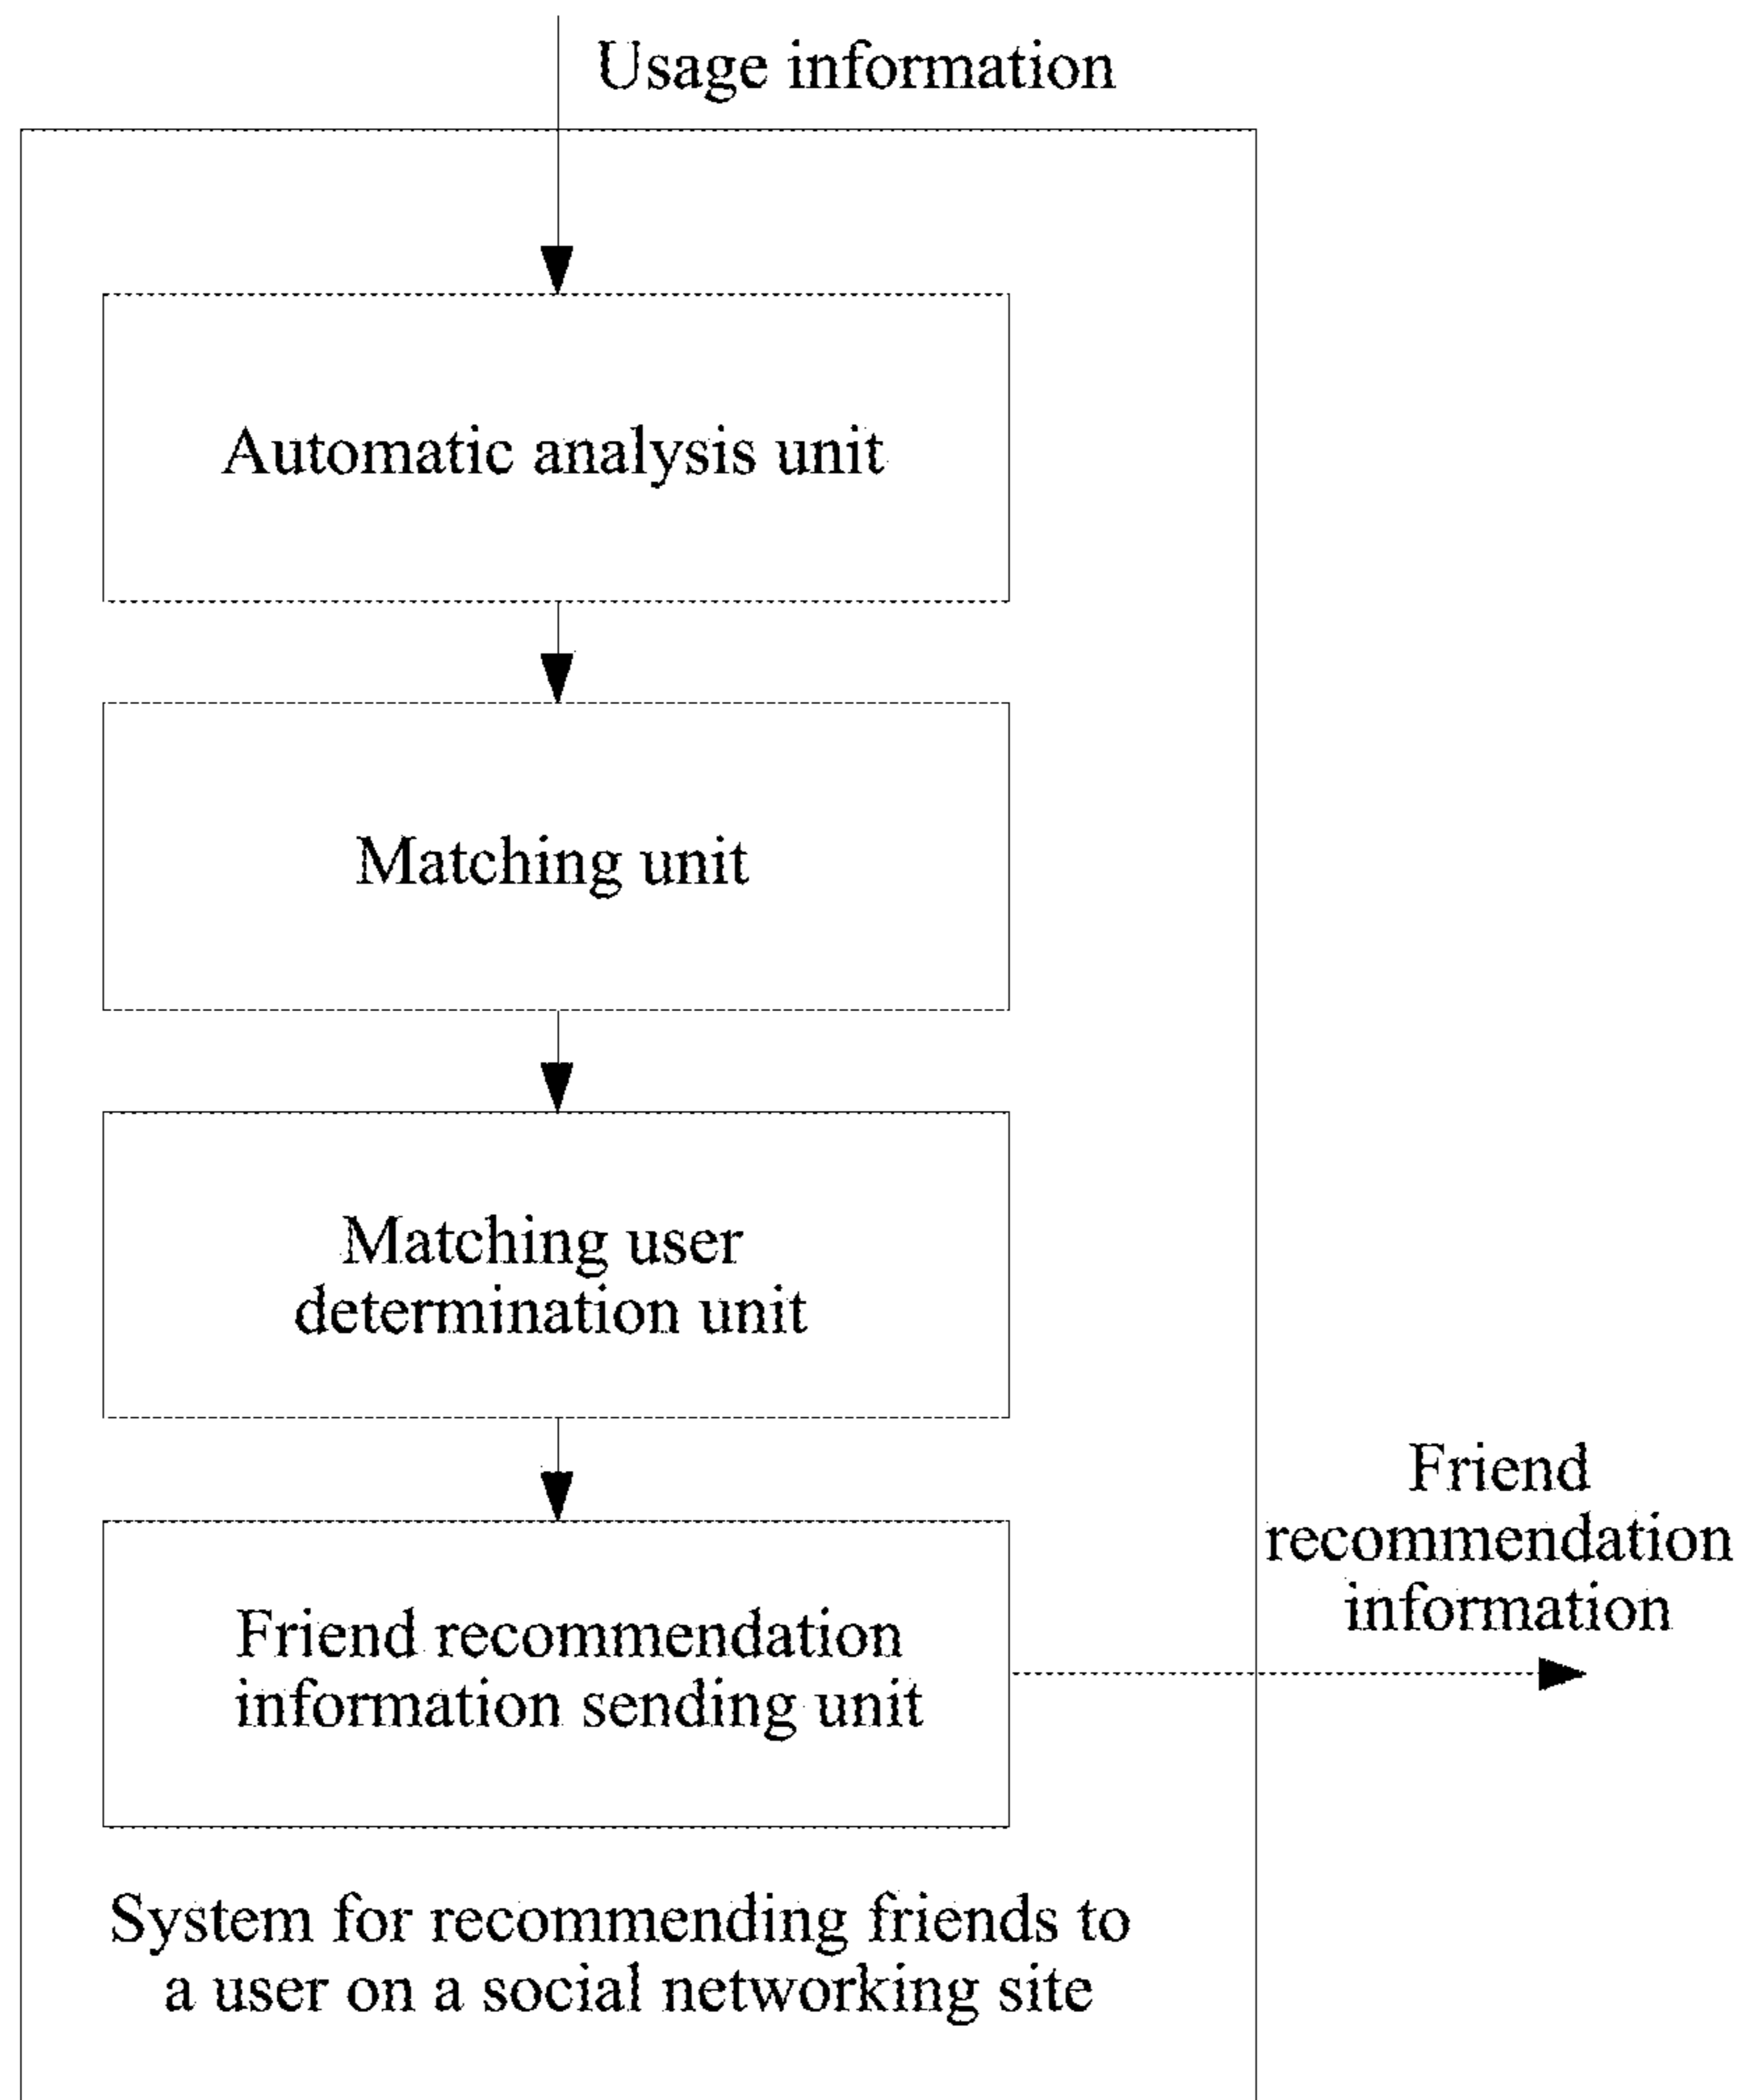 Usage information
Automatic analysis unit
Matching unit
Matching user
determination unit
Friend
recommendation
information
Friend recommendation
information sending unit
System for recommending friends to
a user on a social networking site